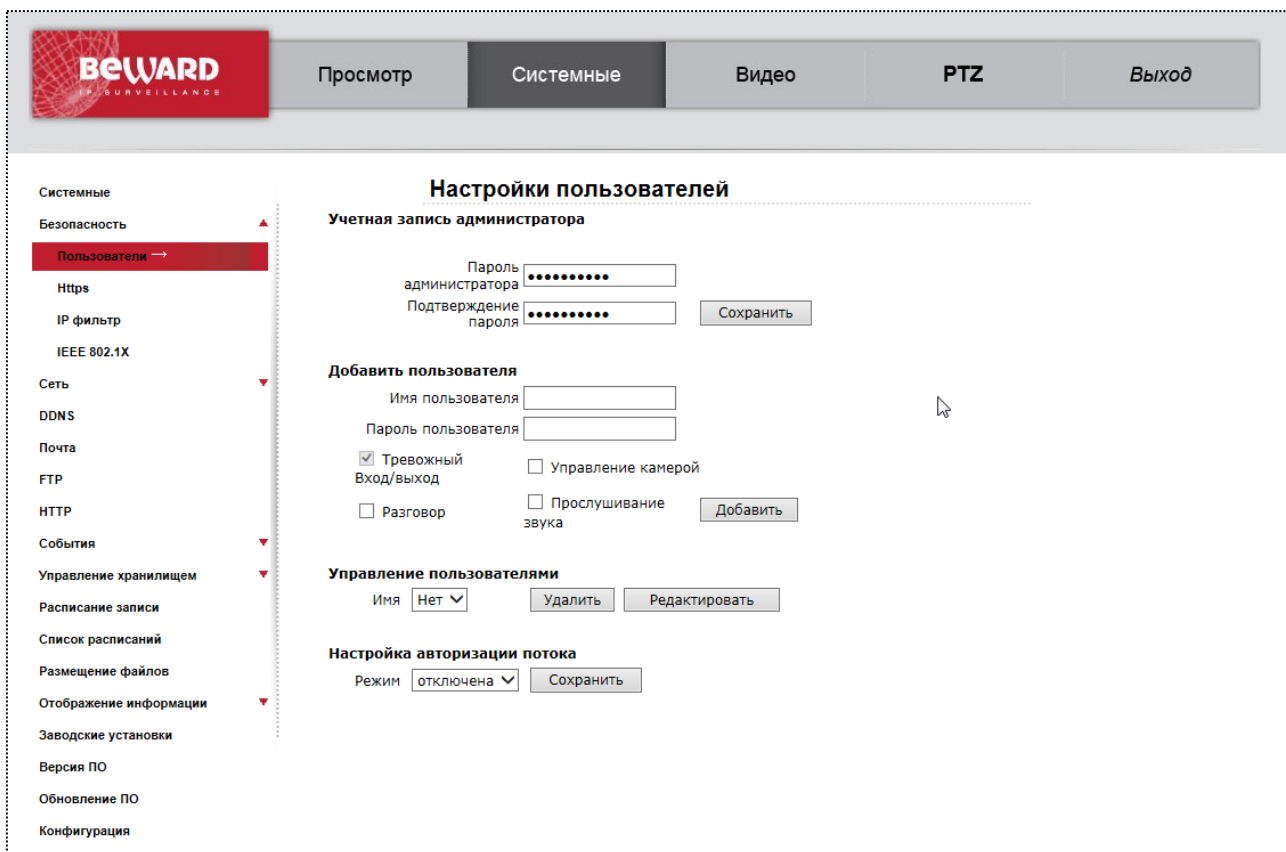 BEWARD
IP SURVEILLANCE
Просмотр
Системные
Видео
PTZ
Выход
Системные
Безопасность
Пользователи →
Https
IP фильтр
IEEE 802.1X
Сеть
DDNS
Почта
FTP
HTTP
События
Управление хранилищем
Расписание записи
Список расписаний
Размещение файлов
Отображение информации
Заводские установки
Версия ПО
Обновление ПО
Конфигурация
Настройки пользователей
Учетная запись администратора
Пароль
администратора ••••••••••
Подтверждение
пароля •••••••••• Сохранить
Добавить пользователя
Имя пользователя
Пароль пользователя
Тревожный
Вход/выход
Управление камерой
Разговор
Прослушивание
звука
Добавить
Управление пользователями
Имя Нет Удалить Редактировать
Настройка авторизации потока
Режим отключена Сохранить